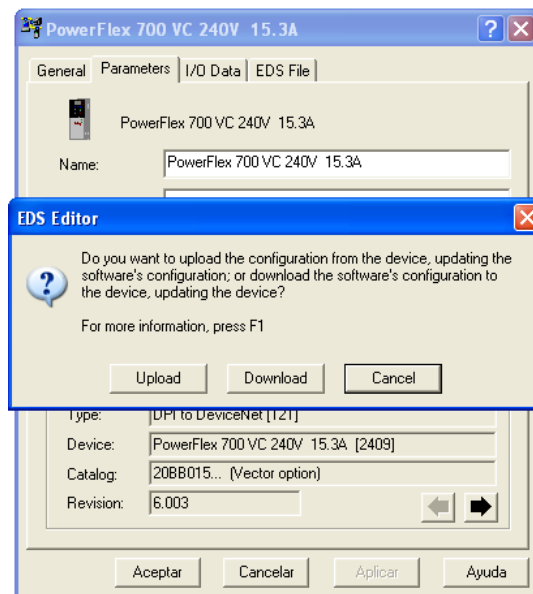 PowerFlex 700 VC 240V 15.3A
General Parameters I/O Data EDS File
PowerFlex 700 VC 240V 15.3A
Name: PowerFlex 700 VC 240V 15.3A
EDS Editor
Do you want to upload the configuration from the device, updating the
software's configuration; or download the software's configuration to
the device, updating the device?
For more information, press F1
Upload Download Cancel
Type: DPI to DeviceNet [121]
Device: PowerFlex 700 VC 240V 15.3A [2409]
Catalog: 20BB015... (Vector option)
Revision: 6.003
Aceptar Cancelar Aplicar Ayuda